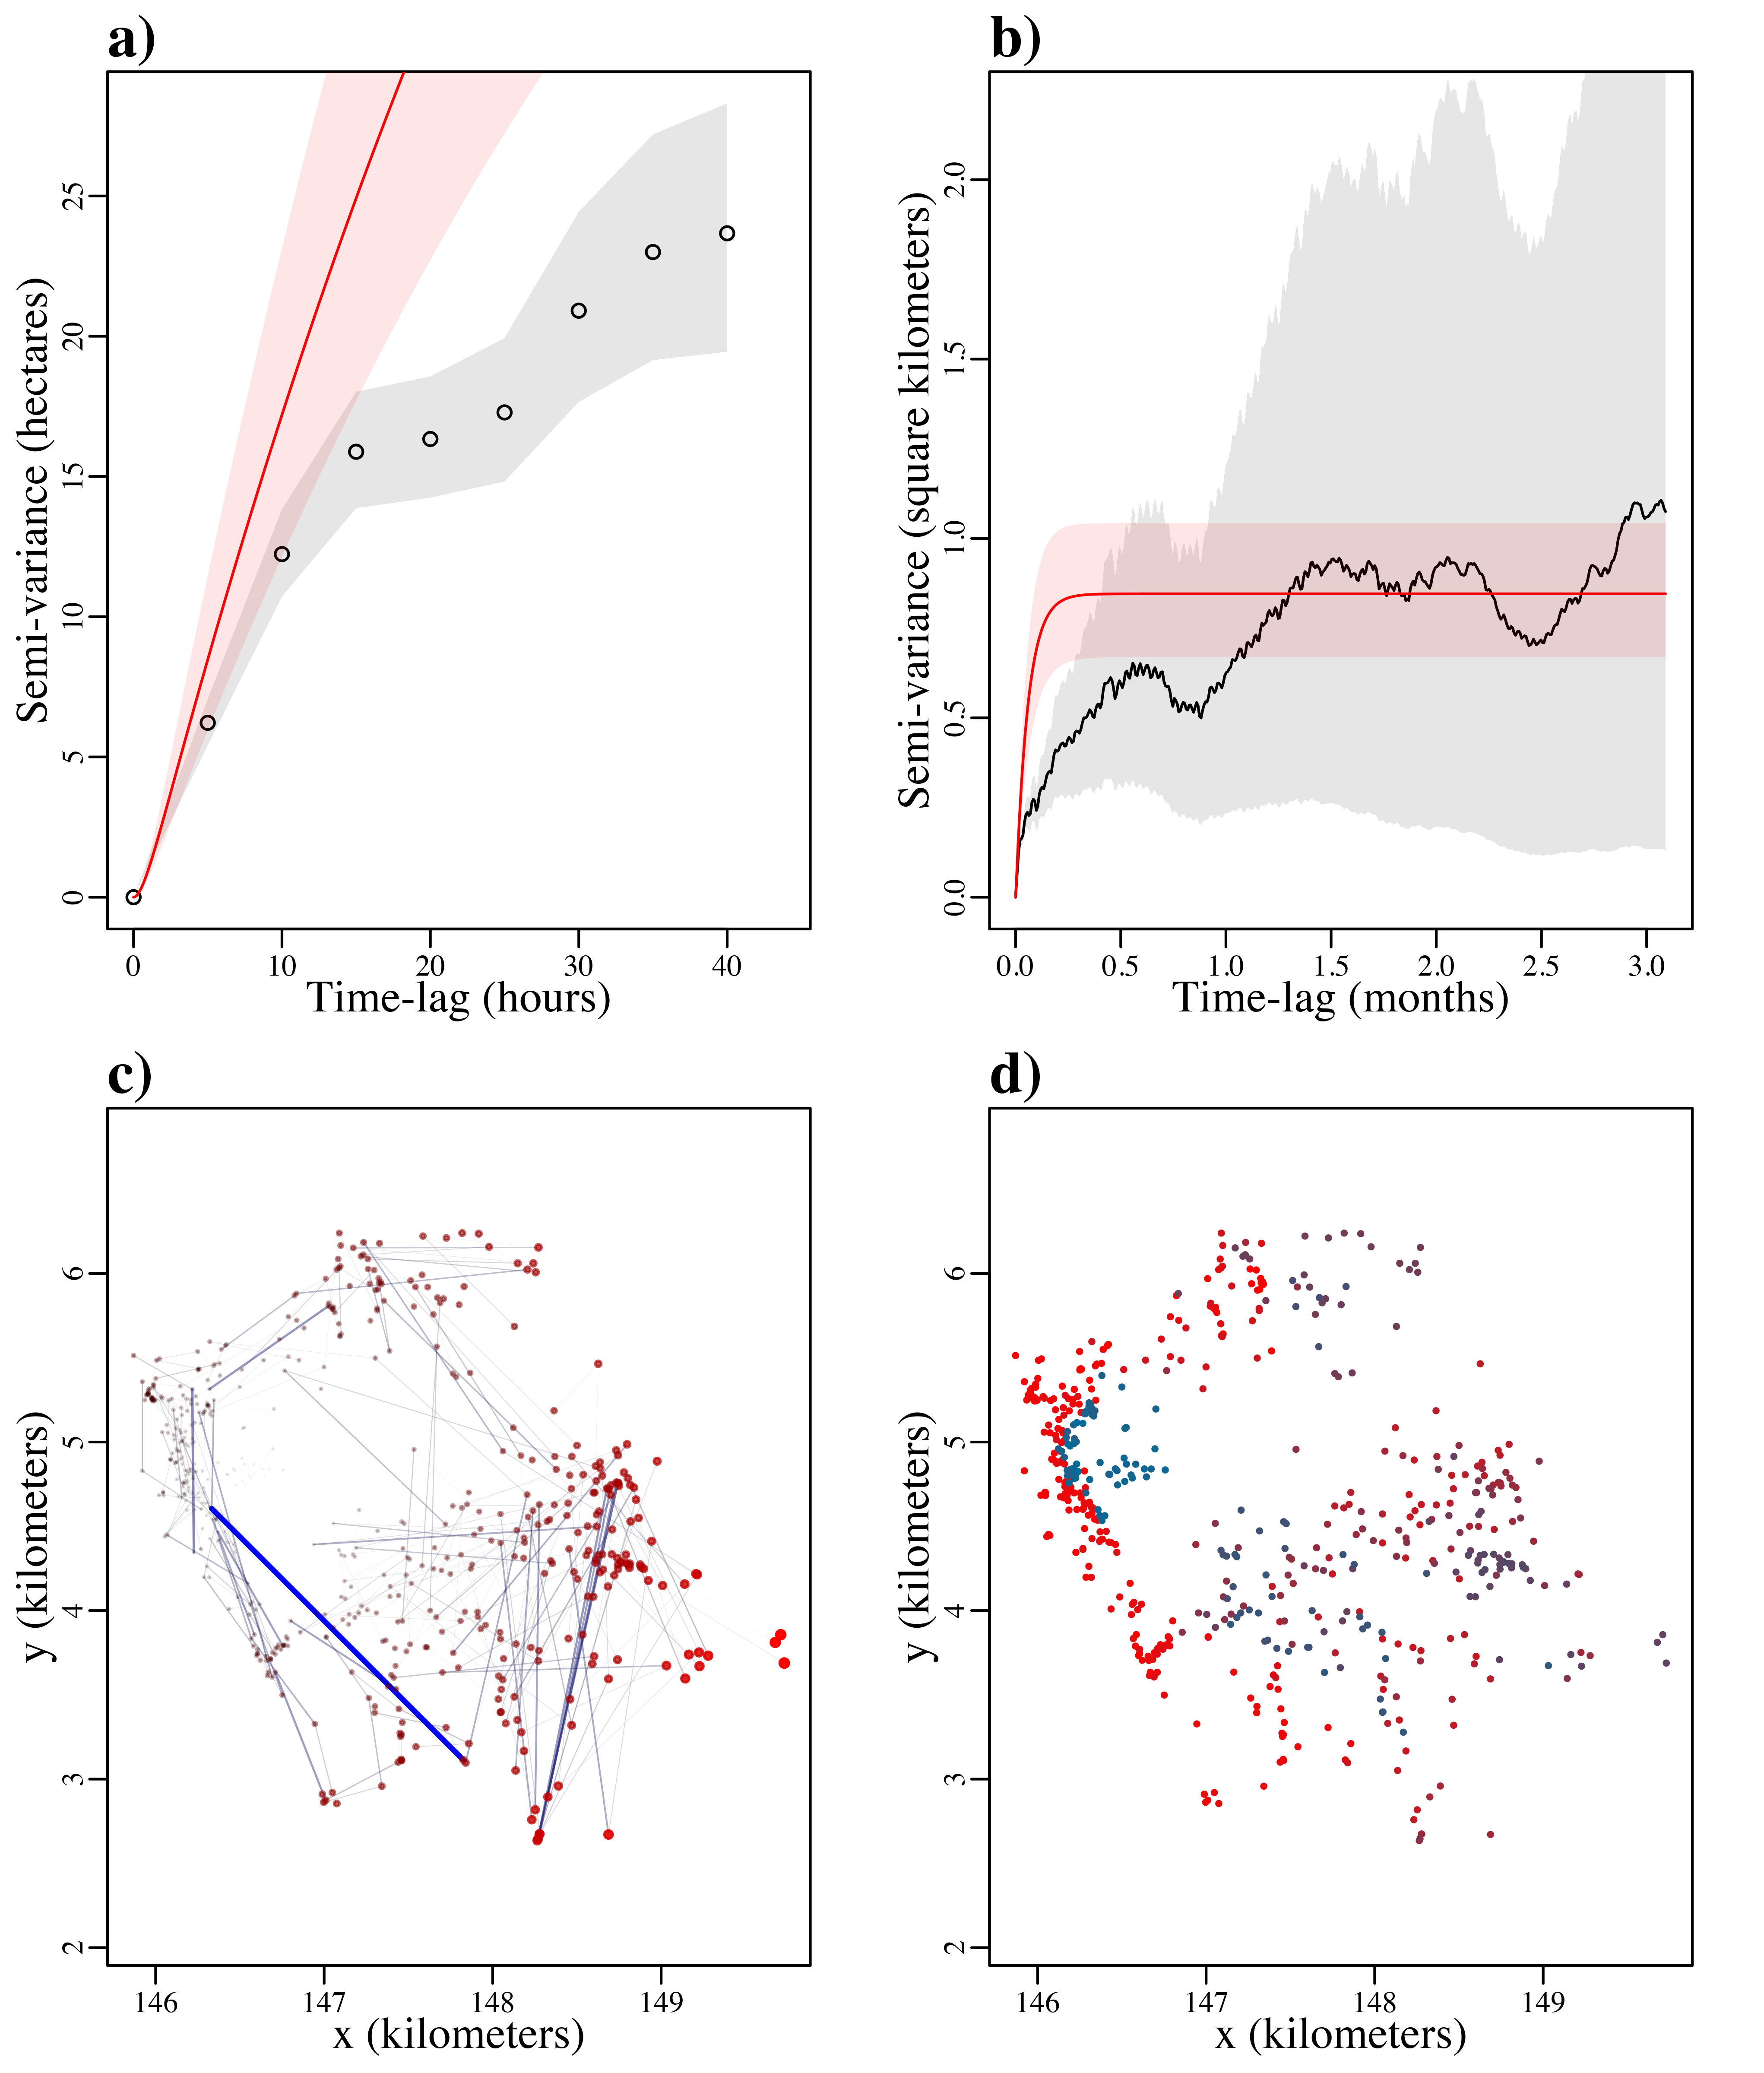 a)
Semi-variance (hectares)
0 5 10 15 20 25
0 10 20 30 40
Time-lag (hours)
b)
Semi-variance (square kilometers)
0.0 0.5 1.0 1.5 2.0
0.0 0.5 1.0 1.5 2.0 2.5 3.0
Time-lag (months)
c)
y (kilometers)
2 3 4 5 6
146 147 148 149
x (kilometers)
d)
y (kilometers)
2 3 4 5 6
146 147 148 149
x (kilometers)